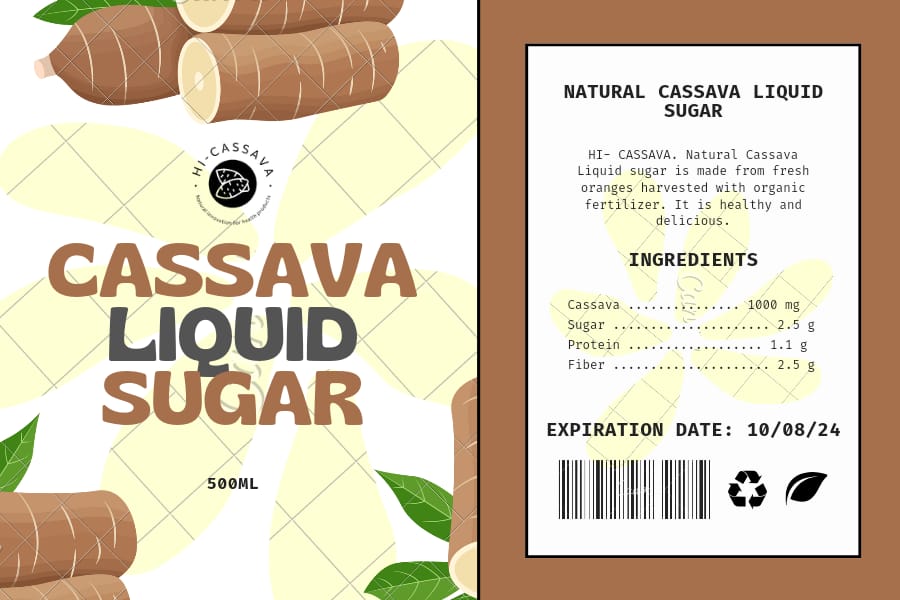 HI-CASSAVA
natural innovation for health products
CASSAVA
LIQUID
SUGAR
500ML
NATURAL CASSAVA LIQUID
SUGAR
HI- CASSAVA. Natural Cassava
Liquid sugar is made from fresh
oranges harvested with organic
fertilizer. It is healthy and
delicious.
INGREDIENTS
Cassava ............... 1000 mg
Sugar ..................... 2.5 g
Protein .................. 1.1 g
Fiber ...................... 2.5 g
EXPIRATION DATE: 10/08/24